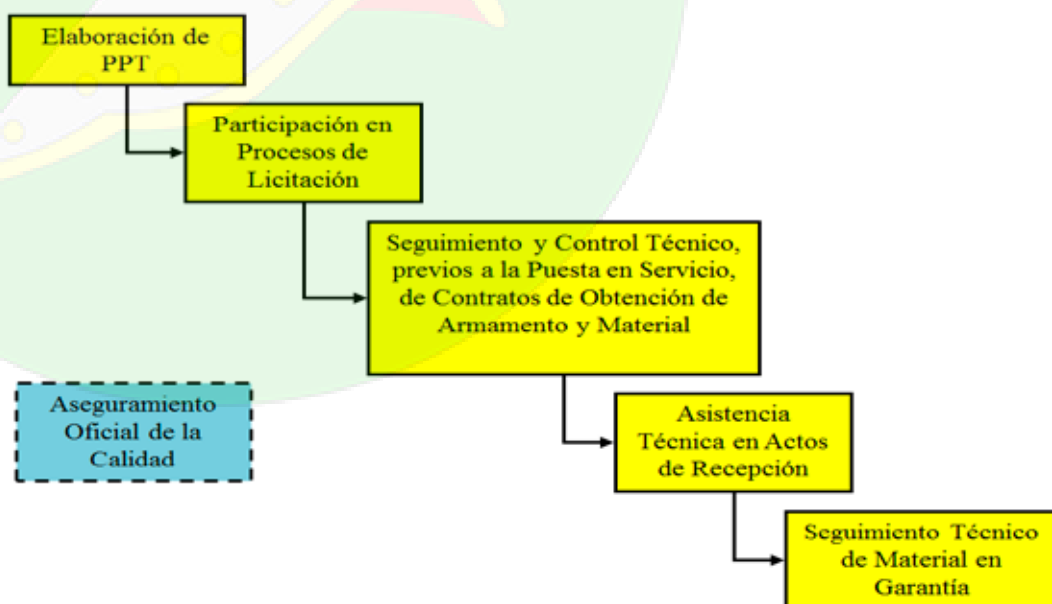 Elaboración de
PPT
Participación en
Procesos de
Licitación
Seguimiento y Control Técnico,
previos a la Puesta en Servicio,
de Contratos de Obtención de
Armamento y Material
Aseguramiento
Oficial de la
Calidad
Asistencia
Técnica en Actos
de Recepción
Seguimiento Técnico
de Material en
Garantía